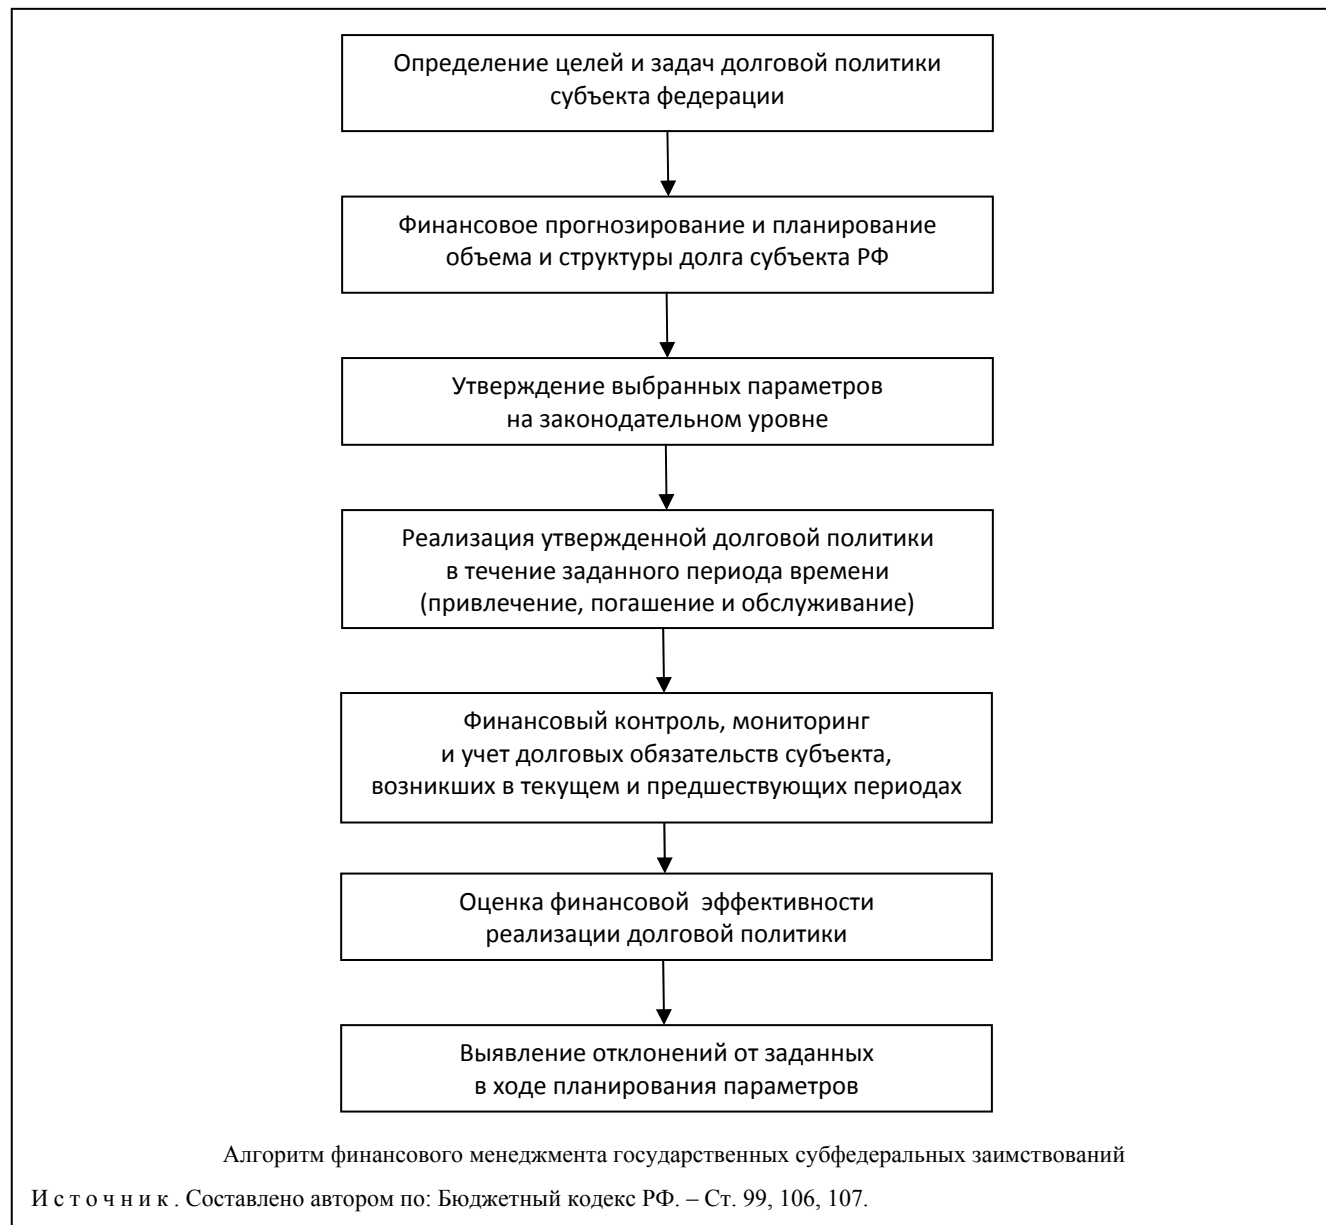 Определение целей и задач долговой политики
субъекта федерации
Финансовое прогнозирование и планирование
объема и структуры долга субъекта РФ
Утверждение выбранных параметров
на законодательном уровне
Реализация утвержденной долговой политики
в течение заданного периода времени
(привлечение, погашение и обслуживание)
Финансовый контроль, мониторинг
и учет долговых обязательств субъекта,
возникших в текущем и предшествующих периодах
Оценка финансовой эффективности
реализации долговой политики
Выявление отклонений от заданных
в ходе планирования параметров
Алгоритм финансового менеджмента государственных субфедеральных заимствований
И с т о ч н и к . Составлено автором по: Бюджетный кодекс РФ. – Ст. 99, 106, 107.